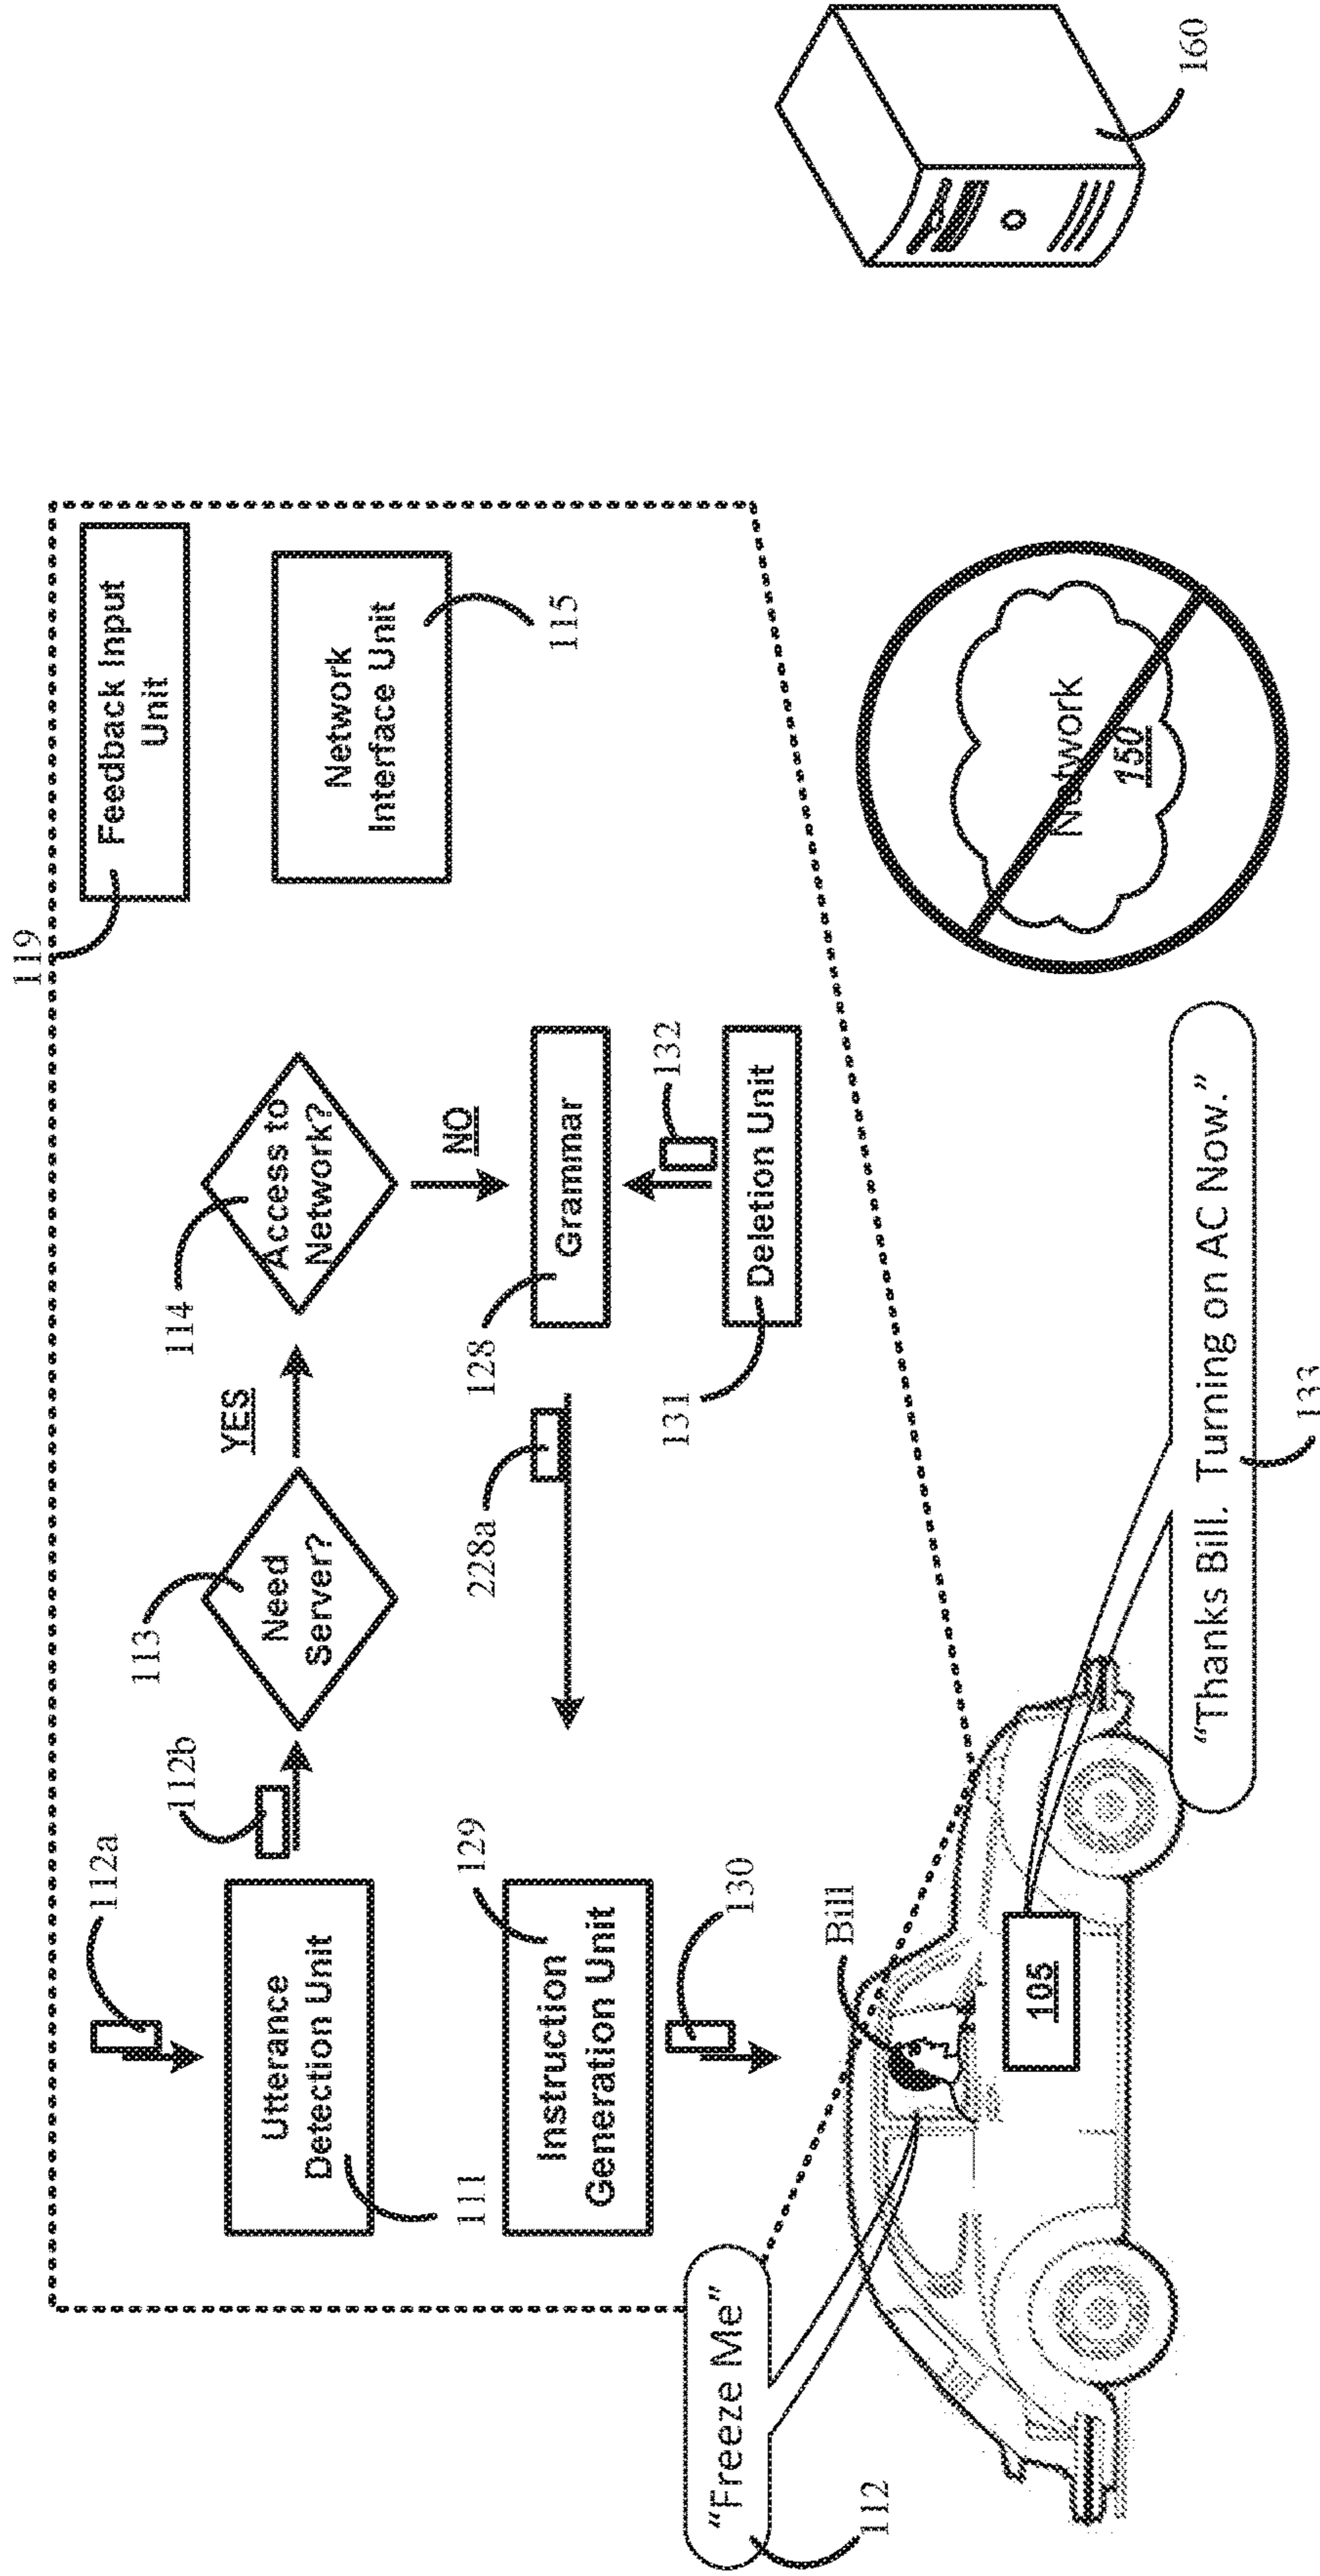 119
Feedback Input
Unit
Network
Interface Unit
115
112a
112b
113
YES
114
Utterance
Detection Unit
111
Need
Server?
Access to
Network?
NO
129
Instruction
Generation Unit
130
228a
128
Grammar
132
131
Deletion Unit
"Freeze Me"
112
Bill
105
"Thanks Bill.  Turning on AC Now."
133
Network
150
160